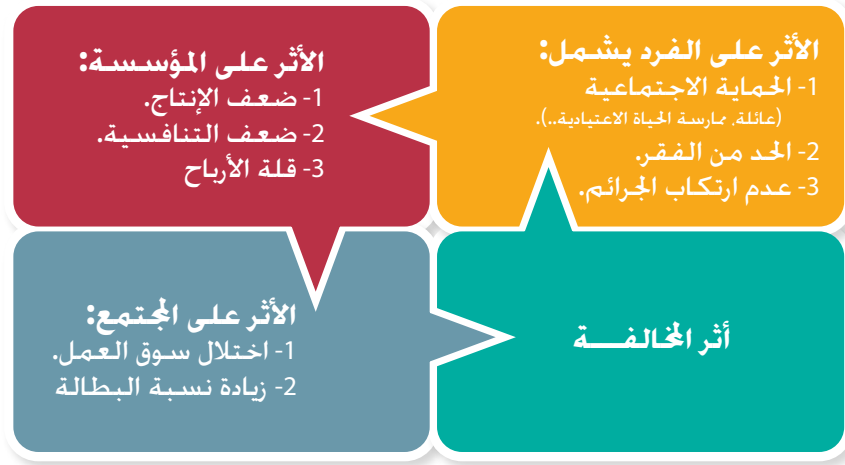 الأثر على الفرد يشمل:
1- الحماية الاجتماعية
(عائلة, ممارسة الحياة الاعتيادية..).
2- الحد من الفقر.
3- عدم ارتكاب الجرائم.
الأثر على المؤسسة:
1- ضعف الإنتاج.
2- ضعف التنافسية.
3- قلة الأرباح
أثر المخالفـــــة
الأثر على المجتمع:
1- اختلال سوق العمل.
2- زيادة نسبة البطالة